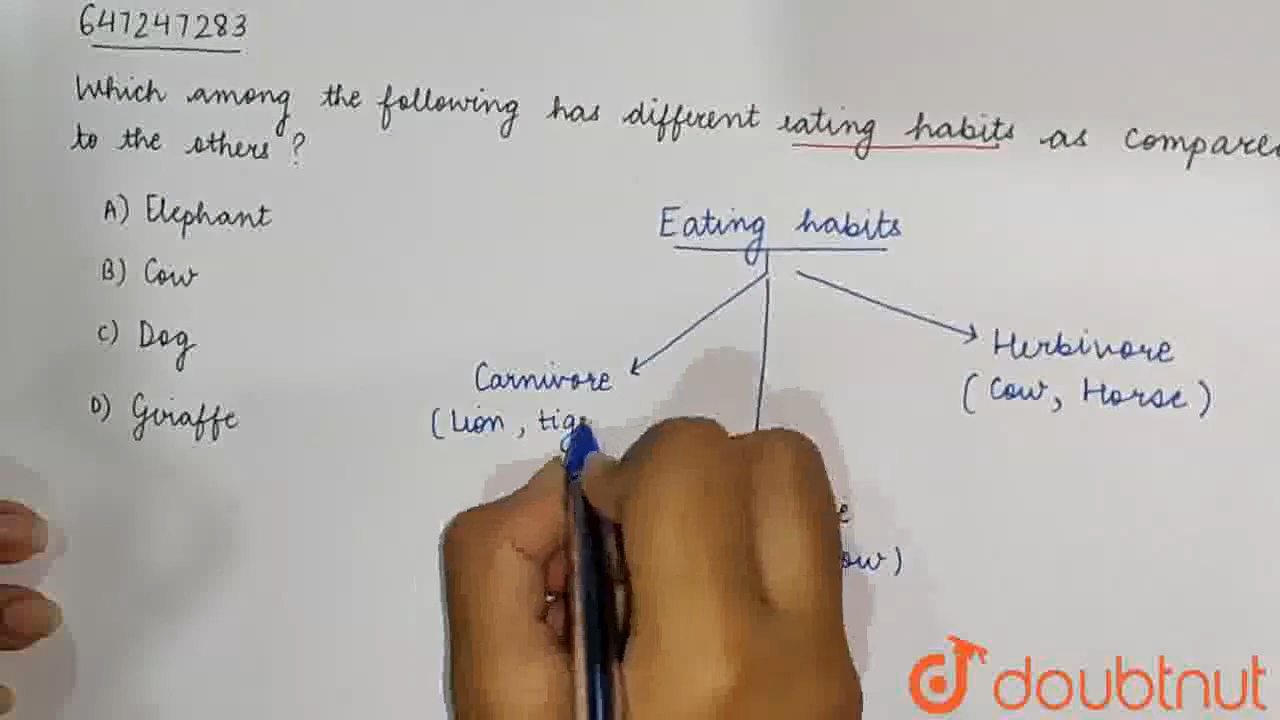 647247283
Which among the following has different eating habits as compared
to the others ?
A) Elephant
B) Cow
C) Dog
D) Giraffe
Eating habits
Herbivore
(Cow, Horse)
Carnivore
(lion,
doubtnut